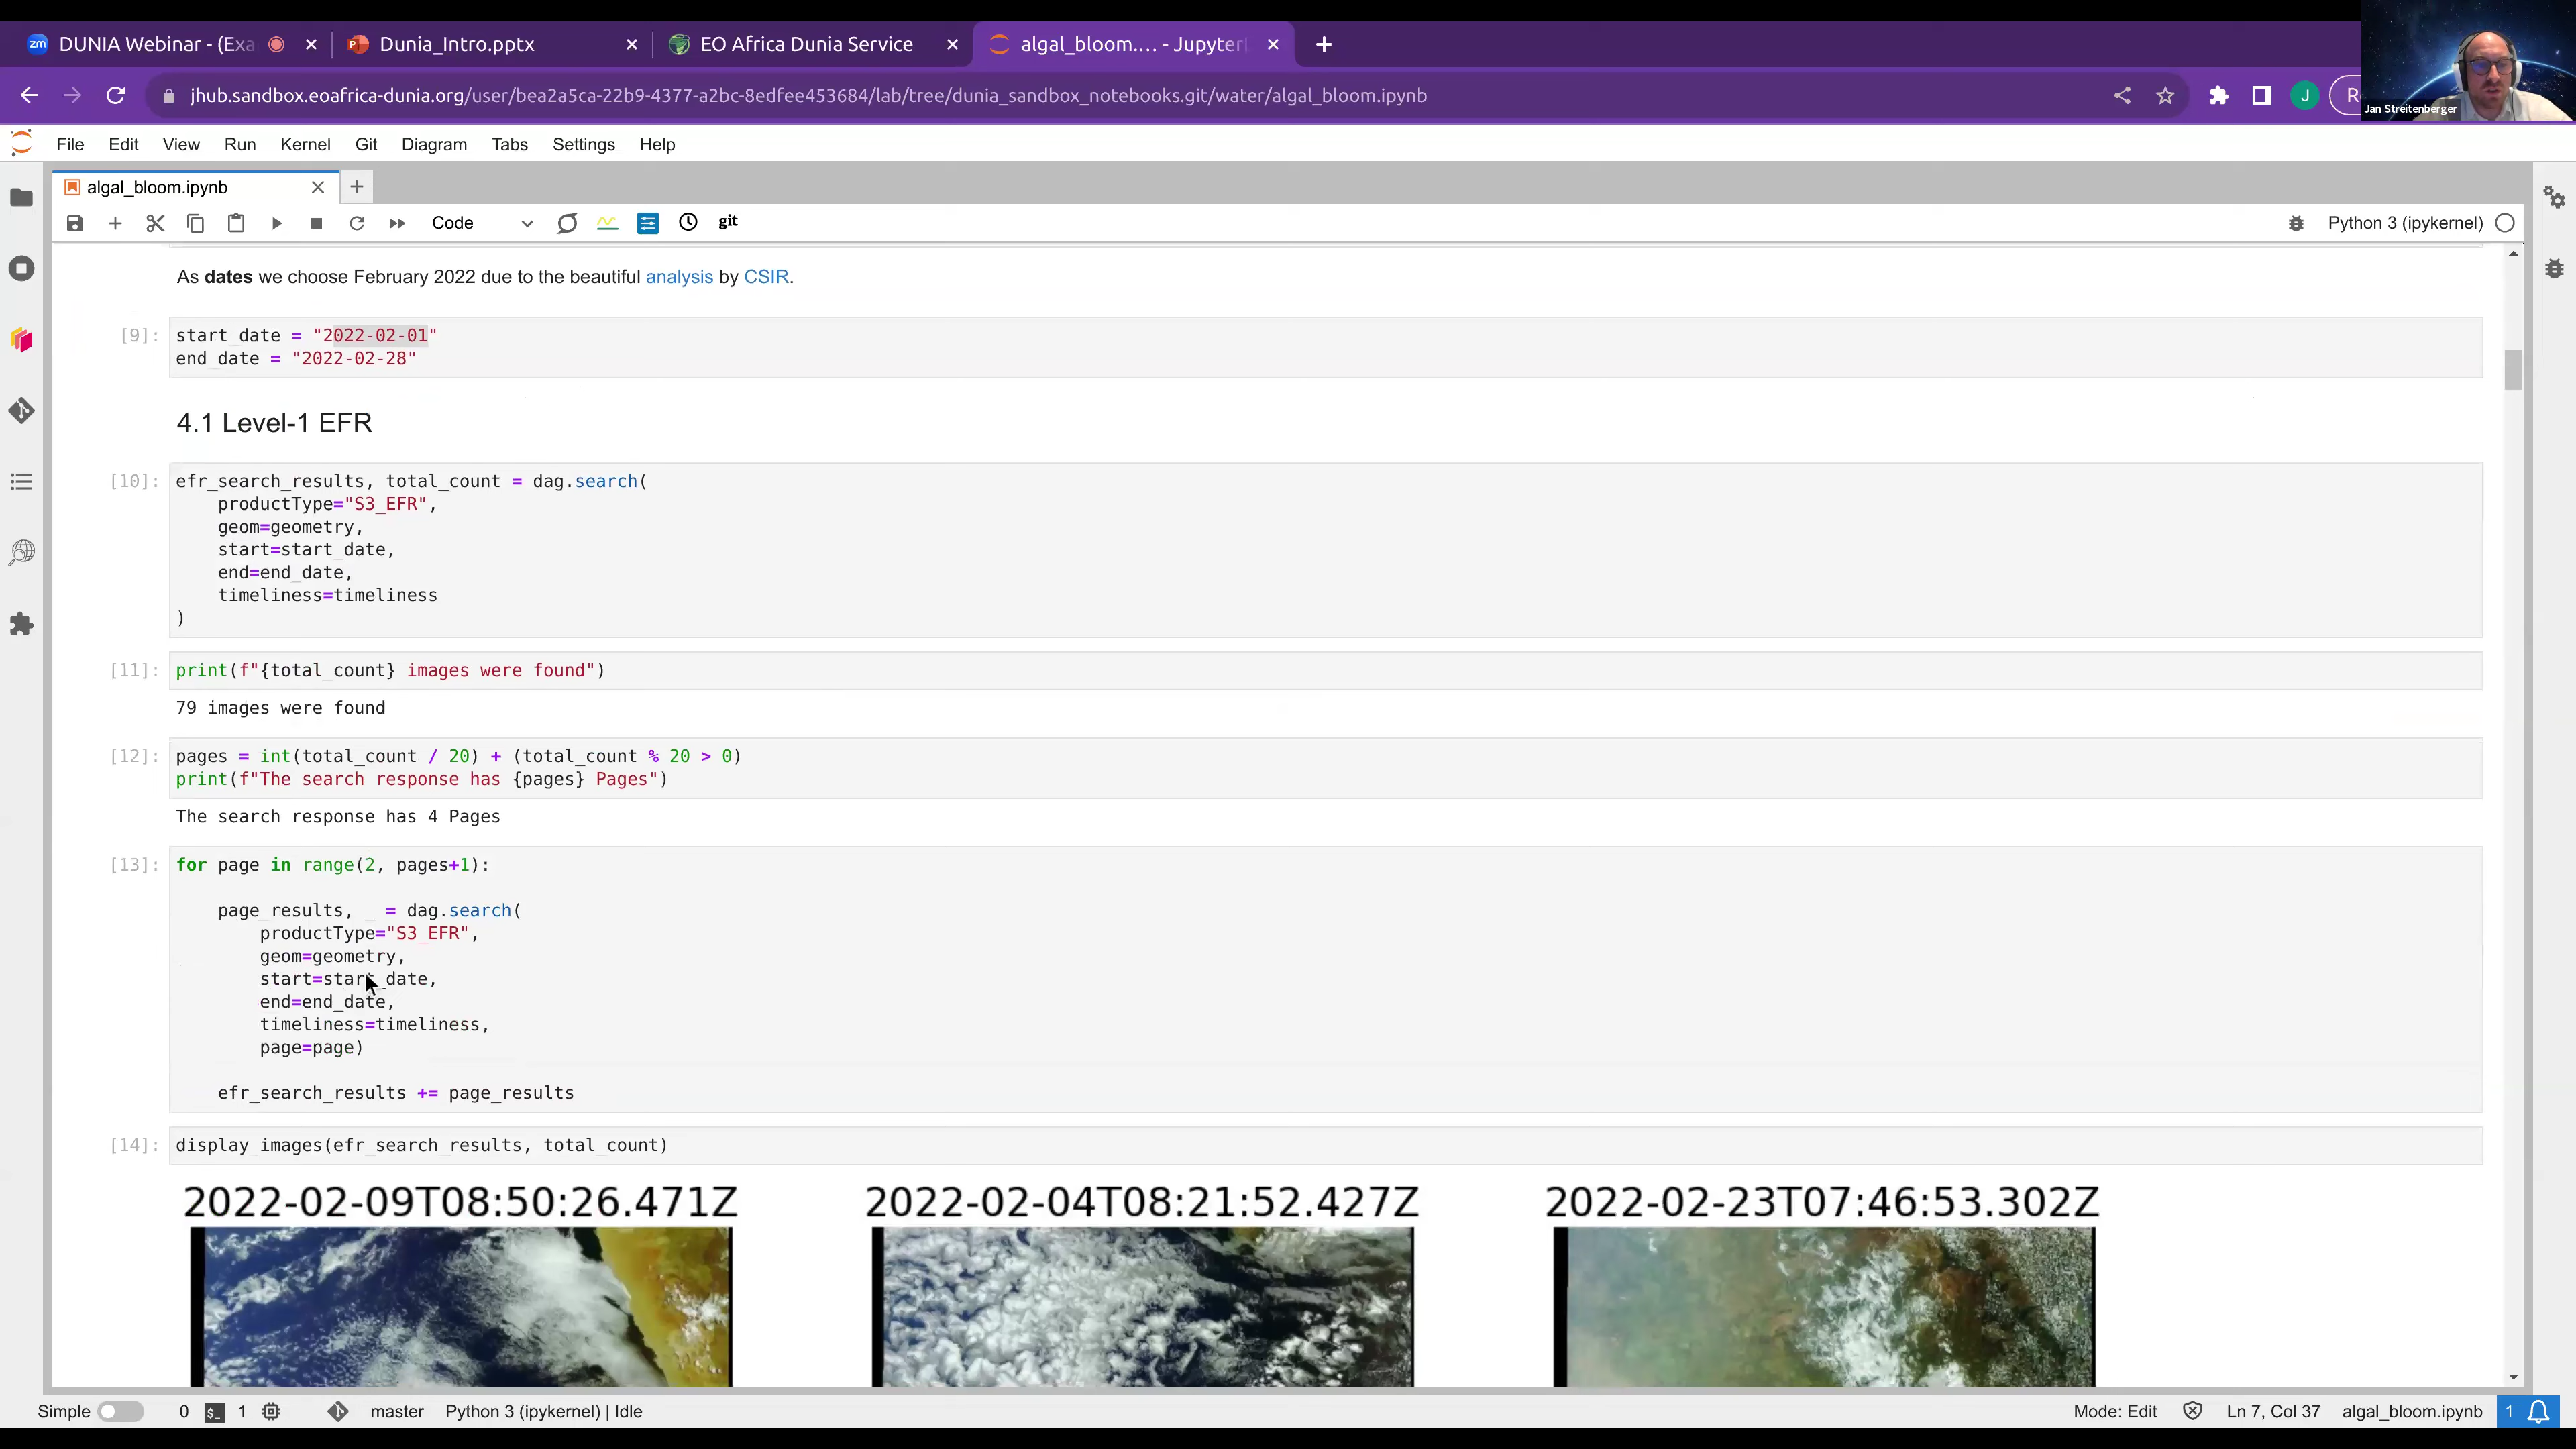 DUNIA Webinar - (Exa
Dunia_Intro.pptx
EO Africa Dunia Service
algal_bloom.... - Jupyter
jhub.sandbox.eoafrica-dunia.org/user/bea2a5ca-22b9-4377-a2bc-8edfee453684/lab/tree/dunia_sandbox_notebooks.git/water/algal_bloom.ipynb
J
Jan Streitenberger
File Edit View Run Kernel Git Diagram Tabs Settings Help
algal_bloom.ipynb
Code
git
Python 3 (ipykernel)
As dates we choose February 2022 due to the beautiful analysis by CSIR.
[9]: start_date = "2022-02-01"
end_date = "2022-02-28"
4.1 Level-1 EFR
[10]: efr_search_results, total_count = dag.search(
productType="S3_EFR",
geom=geometry,
start=start_date,
end=end_date,
timeliness=timeliness
)
[11]: print(f"{total_count} images were found")
79 images were found
[12]: pages = int(total_count / 20) + (total_count % 20 > 0)
print(f"The search response has {pages} Pages")
The search response has 4 Pages
[13]: for page in range(2, pages+1):
page_results, _ = dag.search(
productType="S3_EFR",
geom=geometry,
start=start_date,
end=end_date,
timeliness=timeliness,
page=page)
efr_search_results += page_results
[14]: display_images(efr_search_results, total_count)
2022-02-09T08:50:26.471Z
2022-02-04T08:21:52.427Z
2022-02-23T07:46:53.302Z
Simple 0 $_ 1 master Python 3 (ipykernel) | Idle Mode: Edit Ln 7, Col 37 algal_bloom.ipynb 1